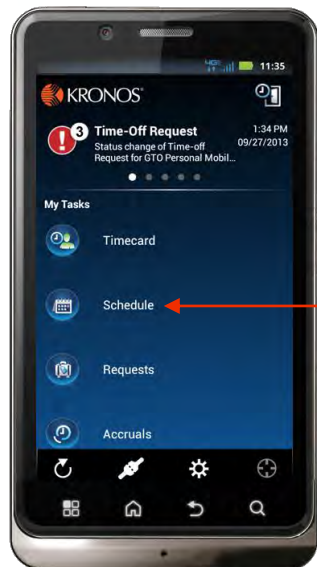 4G 11:35
KRONOS®
3 Time-Off Request 1:34 PM
Status change of Time-off 09/27/2013
Request for GTO Personal Mobil...
My Tasks
Timecard
Schedule
Requests
Accruals